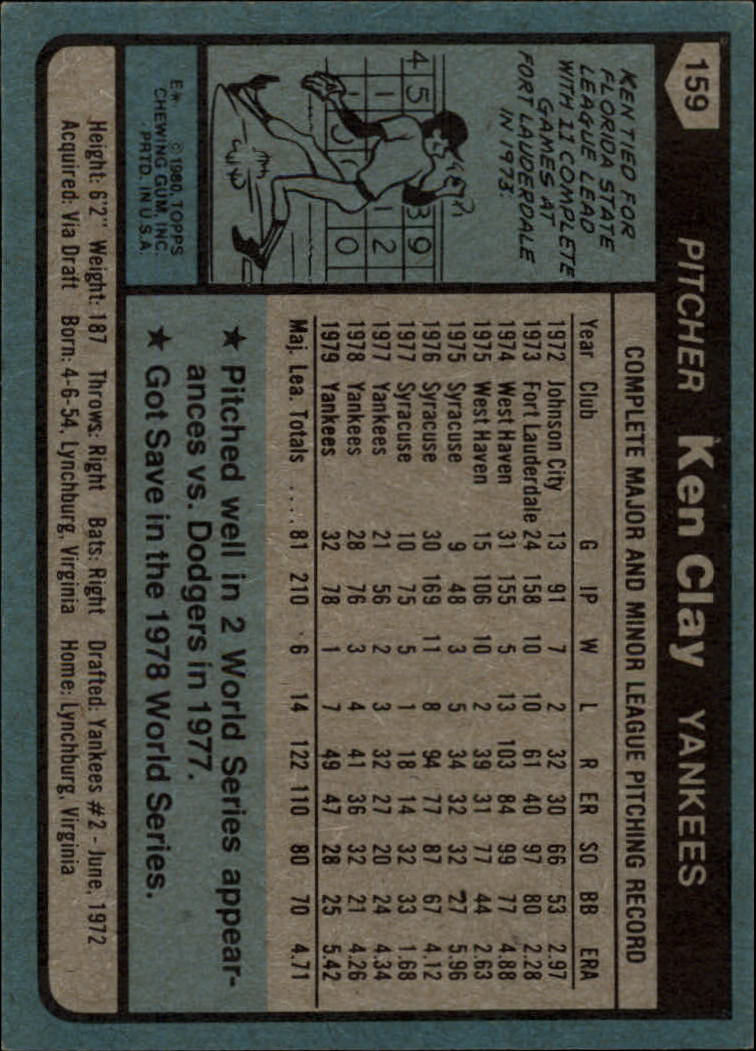 159
PITCHER Ken Clay YANKEES
KEN TIED FOR
FLORIDA STATE
LEAGUE LEAD
WITH 11 COMPLETE
GAMES AT
FORT LAUDERDALE
IN 1973.
4 5 3 9
1 1 1 2
0 0
E* © 1980, TOPPS
CHEWING GUM, INC.
PRTD. IN U.S.A.
COMPLETE MAJOR AND MINOR LEAGUE PITCHING RECORD
Year Club G IP W L R ER SO BB ERA
1972 Johnson City 13 91 7 2 32 30 66 53 2.97
1973 Fort Lauderdale 24 158 10 10 61 40 97 80 2.28
1974 West Haven 31 155 5 13 103 84 99 77 4.88
1975 West Haven 15 106 10 2 39 31 77 44 2.63
1975 Syracuse 9 48 3 5 34 32 32 27 5.96
1976 Syracuse 30 169 11 8 94 77 87 67 4.12
1977 Syracuse 10 75 5 1 18 14 32 33 1.68
1977 Yankees 21 56 2 3 32 27 20 24 4.34
1978 Yankees 28 76 3 4 41 36 32 21 4.26
1979 Yankees 32 78 1 7 49 47 28 25 5.42
Maj. Lea. Totals .... 81 210 6 14 122 110 80 70 4.71
★ Pitched well in 2 World Series appear-
ances vs. Dodgers in 1977.
★ Got Save in the 1978 World Series.
Height: 6'2" Weight: 187 Throws: Right Bats: Right Drafted: Yankees #2 - June, 1972
Acquired: Via Draft Born: 4-6-54, Lynchburg, Virginia Home: Lynchburg, Virginia